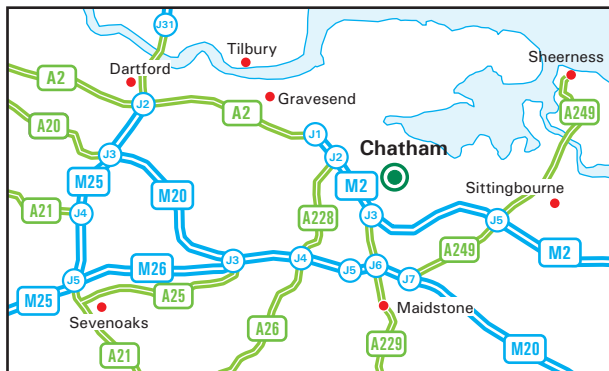 J31
Tilbury
Sheerness
Dartford
A2
J2
Gravesend
A249
A2
A20
J1
J3
J2
Chatham
M25
M20
M2
Sittingbourne
A21
J4
A228
J3
J5
A249
M2
M26
J3
J4
J5
J6
J7
J5
M25
A25
Sevenoaks
A26
Maidstone
A21
A229
M20